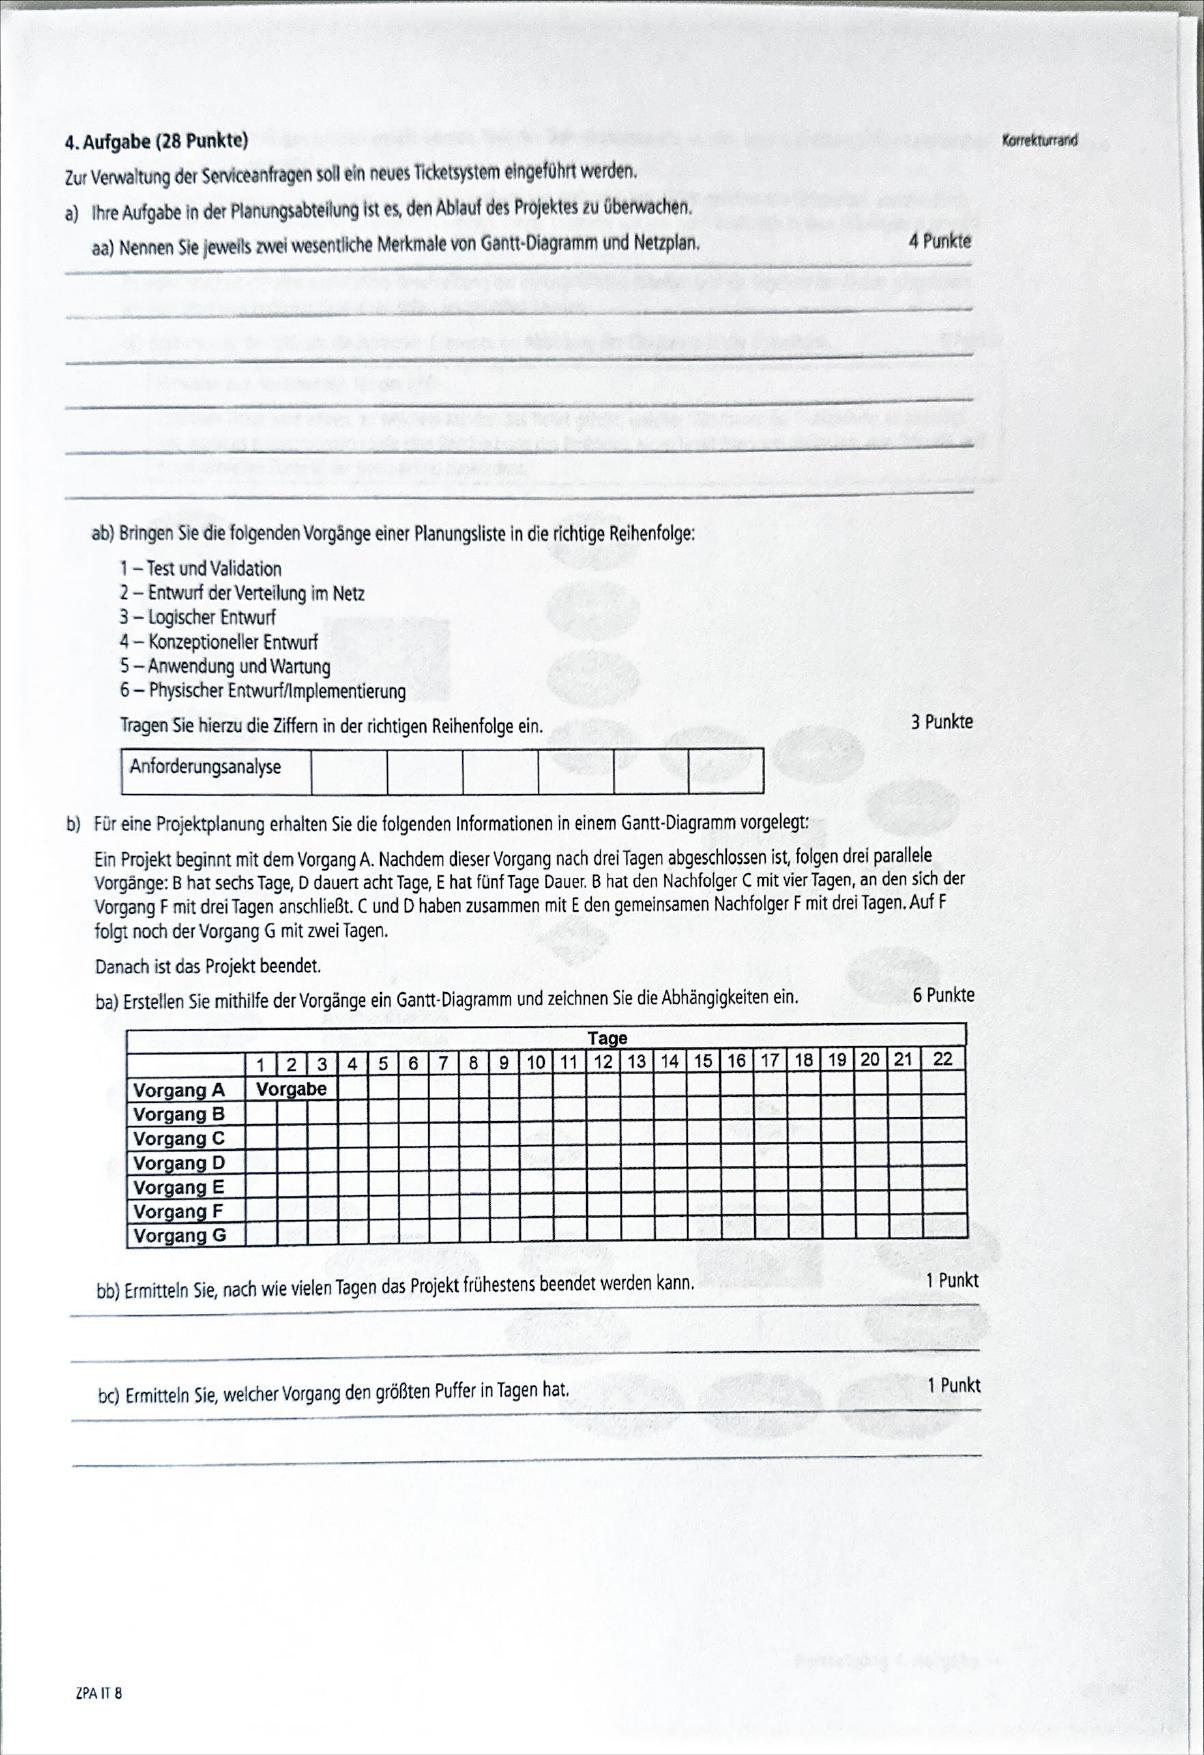 4. Aufgabe (28 Punkte)
Korrekturrand
Zur Verwaltung der Serviceanfragen soll ein neues Ticketsystem eingeführt werden.
a) Ihre Aufgabe in der Planungsabteilung ist es, den Ablauf des Projektes zu überwachen.
aa) Nennen Sie jeweils zwei wesentliche Merkmale von Gantt-Diagramm und Netzplan.
4 Punkte
ab) Bringen Sie die folgenden Vorgänge einer Planungsliste in die richtige Reihenfolge:
1 – Test und Validation
2 – Entwurf der Verteilung im Netz
3 – Logischer Entwurf
4 – Konzeptioneller Entwurf
5 – Anwendung und Wartung
6 – Physischer Entwurf/Implementierung
Tragen Sie hierzu die Ziffern in der richtigen Reihenfolge ein.
3 Punkte
Anforderungsanalyse
b) Für eine Projektplanung erhalten Sie die folgenden Informationen in einem Gantt-Diagramm vorgelegt:
Ein Projekt beginnt mit dem Vorgang A. Nachdem dieser Vorgang nach drei Tagen abgeschlossen ist, folgen drei parallele
Vorgänge: B hat sechs Tage, D dauert acht Tage, E hat fünf Tage Dauer. B hat den Nachfolger C mit vier Tagen, an den sich der
Vorgang F mit drei Tagen anschließt. C und D haben zusammen mit E den gemeinsamen Nachfolger F mit drei Tagen. Auf F
folgt noch der Vorgang G mit zwei Tagen.
Danach ist das Projekt beendet.
ba) Erstellen Sie mithilfe der Vorgänge ein Gantt-Diagramm und zeichnen Sie die Abhängigkeiten ein.
6 Punkte
Tage
1 2 3 4 5 6 7 8 9 10 11 12 13 14 15 16 17 18 19 20 21 22
Vorgang A Vorgabe
Vorgang B
Vorgang C
Vorgang D
Vorgang E
Vorgang F
Vorgang G
bb) Ermitteln Sie, nach wie vielen Tagen das Projekt frühestens beendet werden kann.
1 Punkt
bc) Ermitteln Sie, welcher Vorgang den größten Puffer in Tagen hat.
1 Punkt
ZPA IT 8